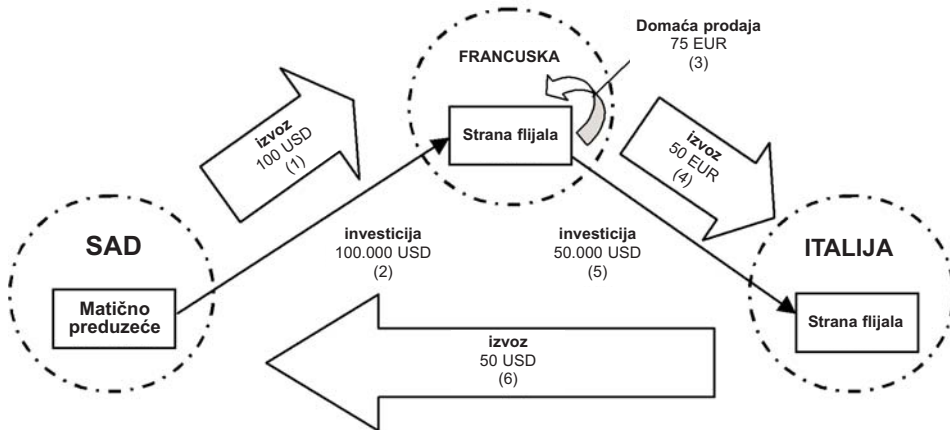 Domaća prodaja
75 EUR
(3)
FRANCUSKA
Strana flijala
izvoz
100 USD
(1)
izvoz
50 EUR
(4)
SAD
Matično
preduzeće
investicija
100.000 USD
(2)
investicija
50.000 USD
(5)
ITALIJA
Strana flijala
izvoz
50 USD
(6)